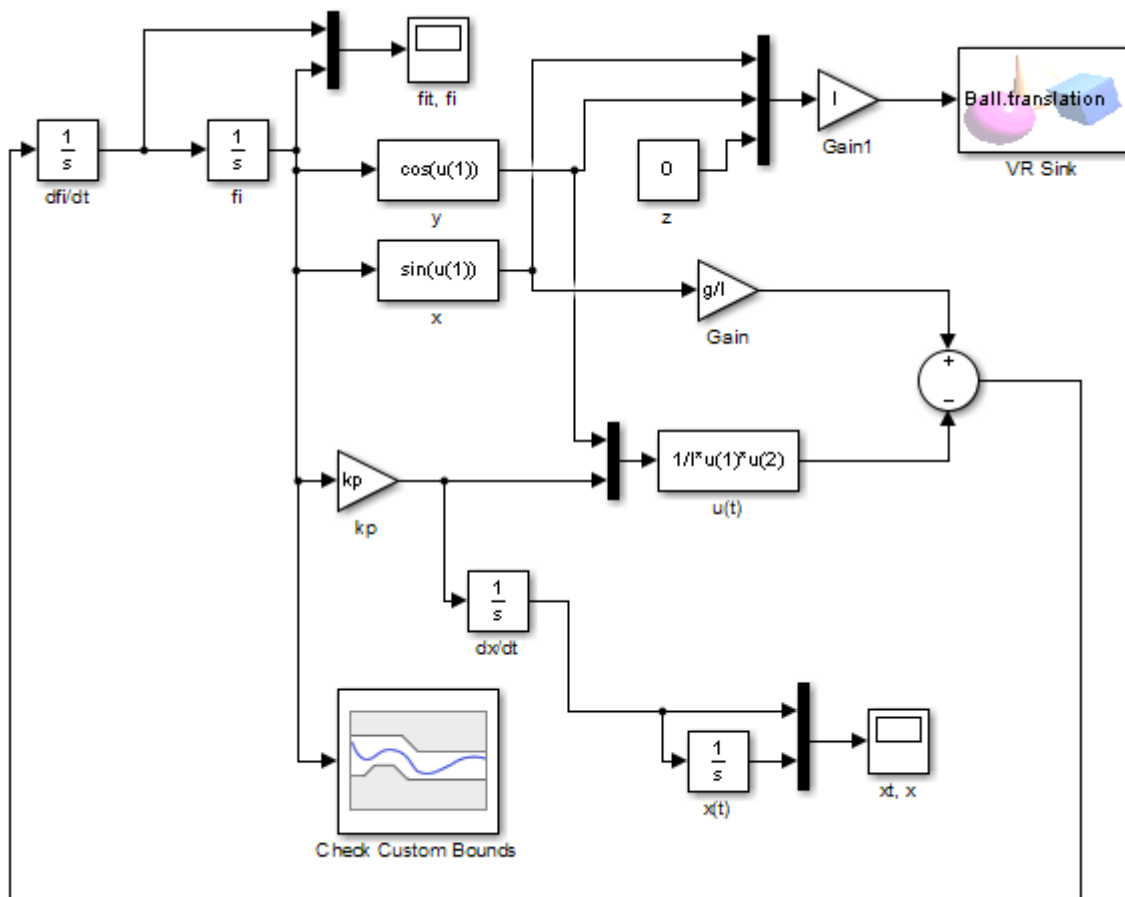 1
s
dfi/dt
1
s
fi
fit, fi
cos(u(1))
y
sin(u(1))
x
0
z
l
Gain1
Ball.translation
VR Sink
g/l
Gain
+
−
kp
kp
1/l*u(1)*u(2)
u(t)
1
s
dx/dt
1
s
x(t)
xt, x
Check Custom Bounds